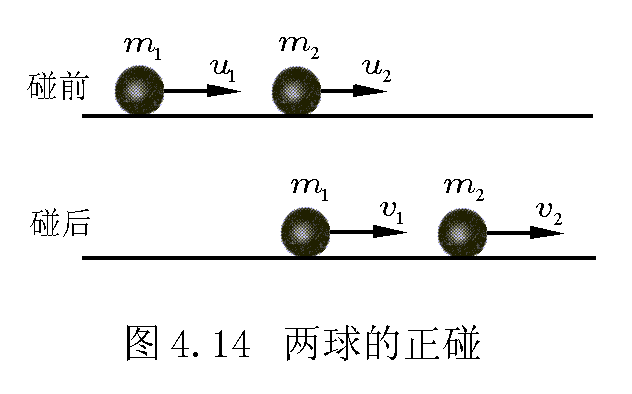 m₁ m₂
碰前 u₁ u₂
m₁ m₂
碰后 v₁ v₂
图 4.14 两球的正碰